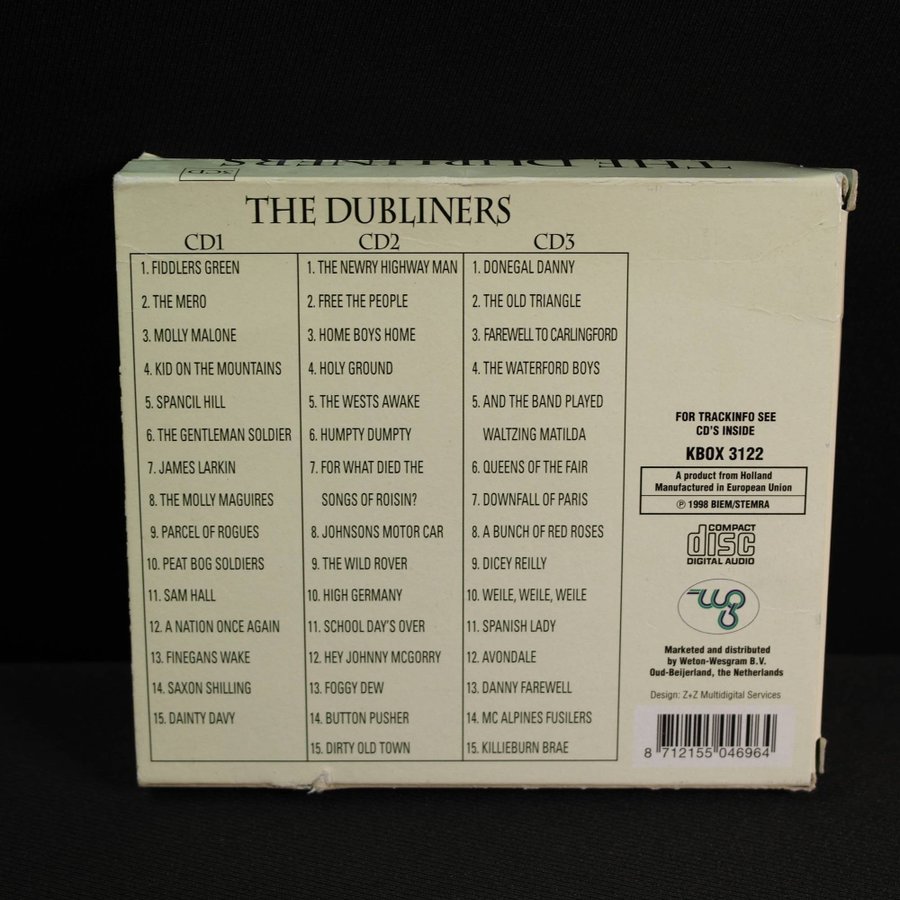 THE DUBLINERS
3CD
THE DUBLINERS
CD1
1. FIDDLERS GREEN
2. THE MERO
3. MOLLY MALONE
4. KID ON THE MOUNTAINS
5. SPANCIL HILL
6. THE GENTLEMAN SOLDIER
7. JAMES LARKIN
8. THE MOLLY MAGUIRES
9. PARCEL OF ROGUES
10. PEAT BOG SOLDIERS
11. SAM HALL
12. A NATION ONCE AGAIN
13. FINEGANS WAKE
14. SAXON SHILLING
15. DAINTY DAVY
CD2
1. THE NEWRY HIGHWAY MAN
2. FREE THE PEOPLE
3. HOME BOYS HOME
4. HOLY GROUND
5. THE WESTS AWAKE
6. HUMPTY DUMPTY
7. FOR WHAT DIED THE
SONGS OF ROISIN?
8. JOHNSONS MOTOR CAR
9. THE WILD ROVER
10. HIGH GERMANY
11. SCHOOL DAY'S OVER
12. HEY JOHNNY MCGORRY
13. FOGGY DEW
14. BUTTON PUSHER
15. DIRTY OLD TOWN
CD3
1. DONEGAL DANNY
2. THE OLD TRIANGLE
3. FAREWELL TO CARLINGFORD
4. THE WATERFORD BOYS
5. AND THE BAND PLAYED
WALTZING MATILDA
6. QUEENS OF THE FAIR
7. DOWNFALL OF PARIS
8. A BUNCH OF RED ROSES
9. DICEY REILLY
10. WEILE, WEILE, WEILE
11. SPANISH LADY
12. AVONDALE
13. DANNY FAREWELL
14. MC ALPINES FUSILERS
15. KILLIEBURN BRAE
FOR TRACKINFO SEE
CD'S INSIDE
KBOX 3122
A product from Holland
Manufactured in European Union
℗ 1998 BIEM/STEMRA
COMPACT
disc
DIGITAL AUDIO
Marketed and distributed
by Weton-Wesgram B.V.
Oud-Beijerland, the Netherlands
Design: Z+Z Multidigital Services
8 712155 046964